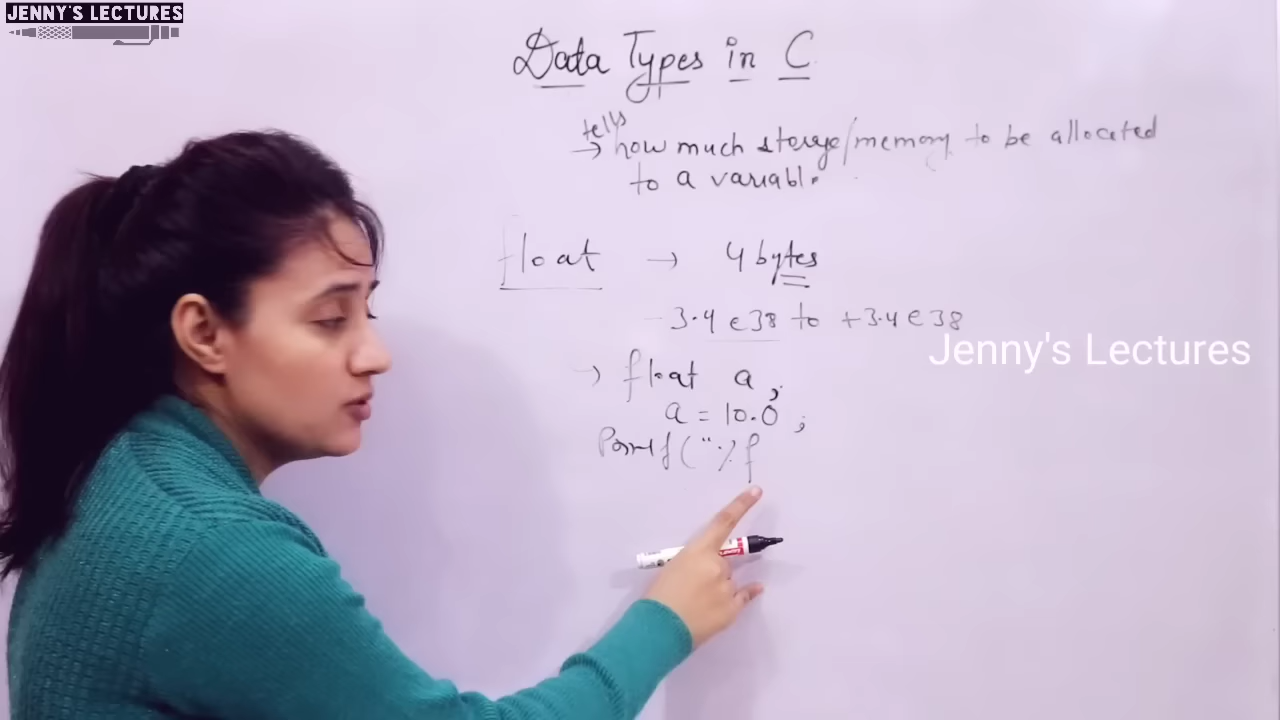 JENNY'S LECTURES
Data Types in C
tells
→ how much storage/memory to be allocated
to a variable
float → 4 bytes
-3.4 e38 to +3.4 e38
Jenny's Lectures
→ float a ;
a = 10.0 ;
Printf("%f